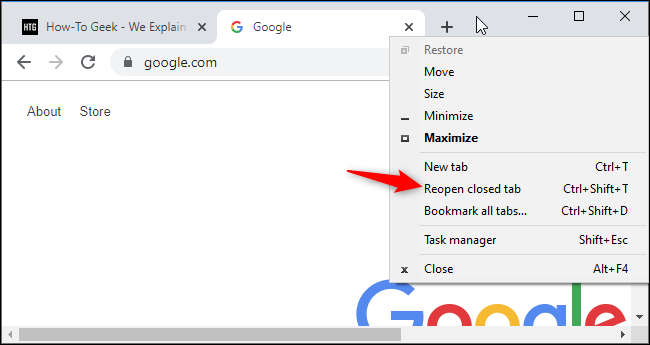 HTG How-To Geek - We Explain
Google
google.com
About Store
Restore
Move
Size
Minimize
Maximize
New tab Ctrl+T
Reopen closed tab Ctrl+Shift+T
Bookmark all tabs... Ctrl+Shift+D
Task manager Shift+Esc
Close Alt+F4
Google